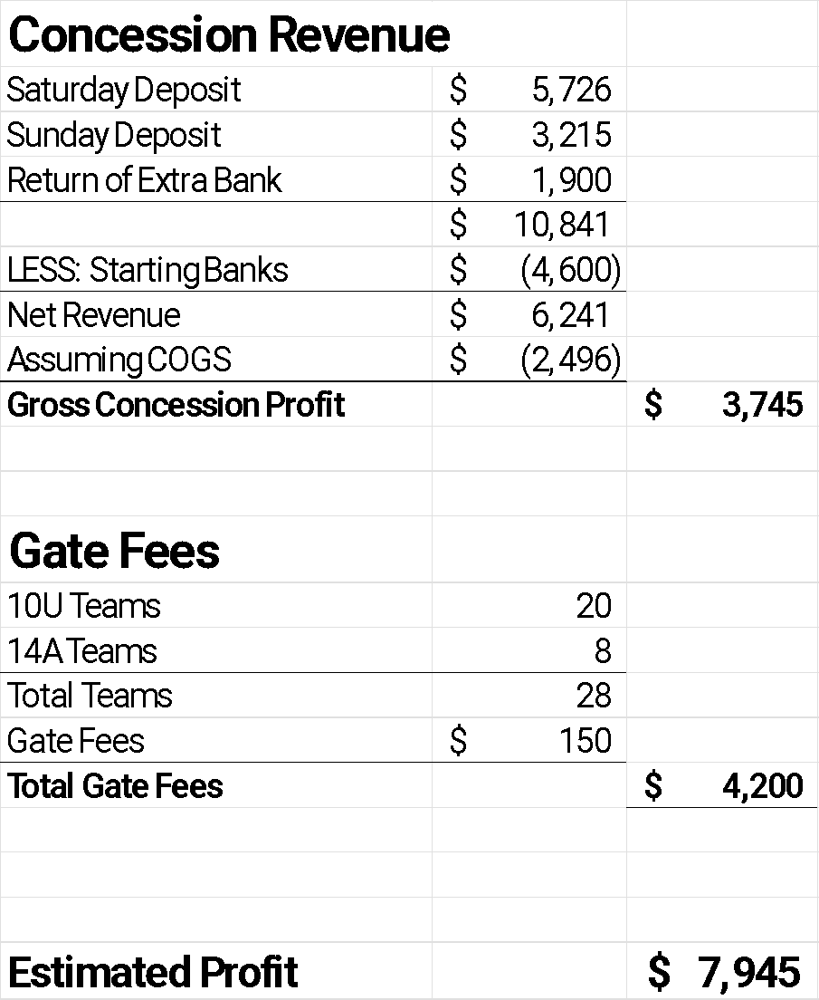 Concession Revenue
Saturday Deposit $ 5,726
Sunday Deposit $ 3,215
Return of Extra Bank $ 1,900
$ 10,841
LESS: Starting Banks $ (4,600)
Net Revenue $ 6,241
Assuming COGS $ (2,496)
Gross Concession Profit $ 3,745
Gate Fees
10U Teams 20
14A Teams 8
Total Teams 28
Gate Fees $ 150
Total Gate Fees $ 4,200
Estimated Profit $ 7,945